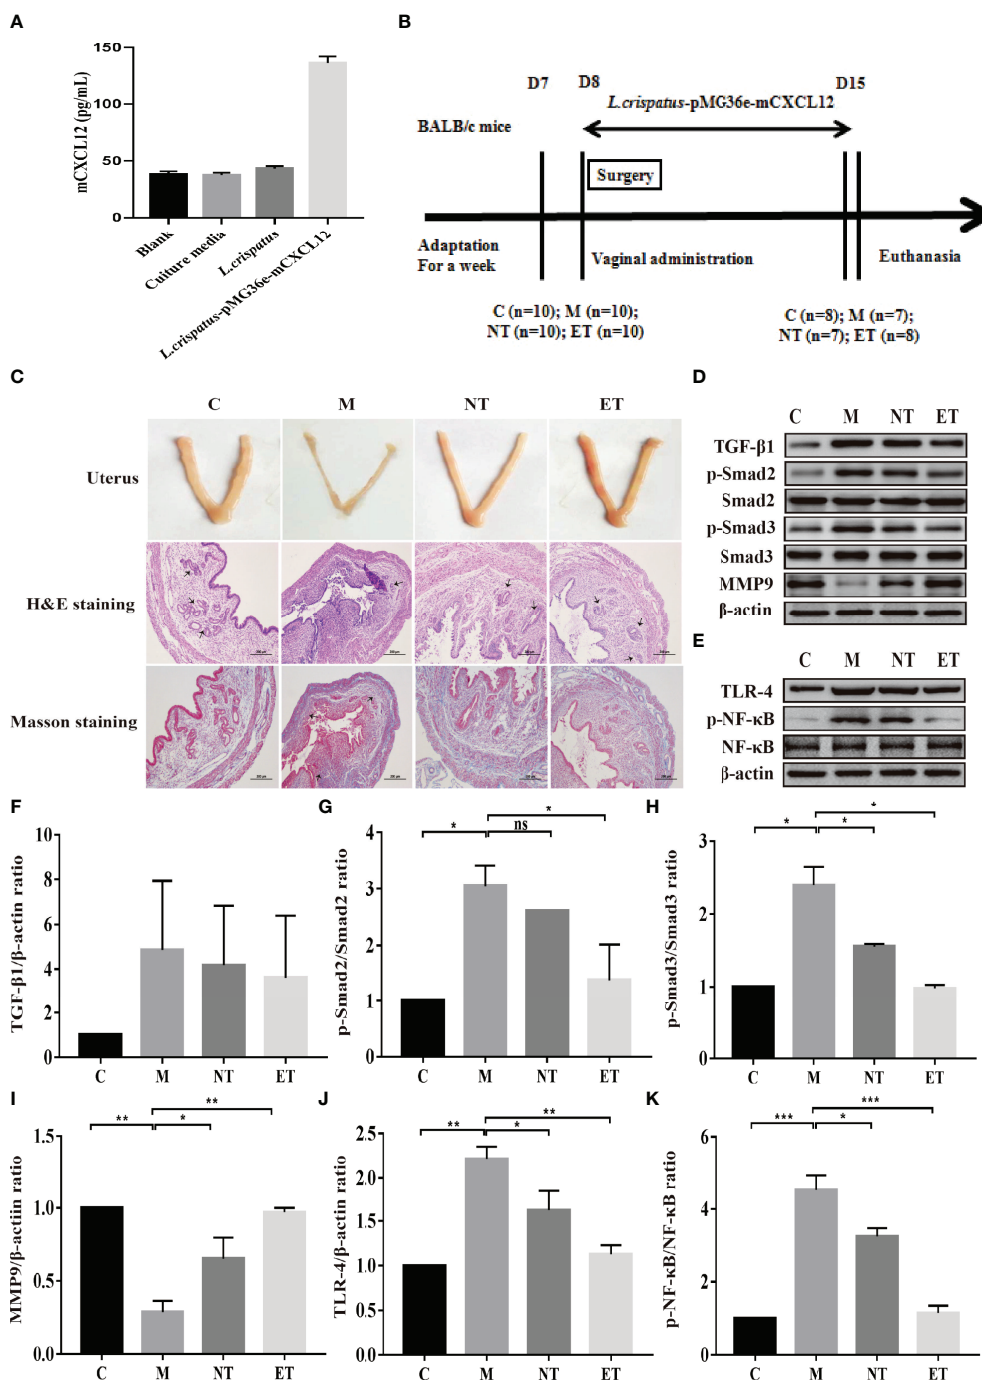 A
mCXCL12 (pg/mL)
150
100
50
0
Blank
Cuiture media
L.crispatus
L.crispatus-pMG36e-mCXCL12
B
D7
D8
D15
L.crispatus-pMG36e-mCXCL12
BALB/c mice
Surgery
Adaptation
For a week
Vaginal administration
Euthanasia
C (n=10); M (n=10);
NT (n=10); ET (n=10)
C (n=8); M (n=7);
NT (n=7); ET (n=8)
C
C
M
NT
ET
Uterus
H&E staining
Masson staining
D
C M NT ET
TGF-β1
p-Smad2
Smad2
p-Smad3
Smad3
MMP9
β-actin
E
C M NT ET
TLR-4
p-NF-κB
NF-κB
β-actin
F
TGF-β1/β-actin ratio
10
8
6
4
2
0
C M NT ET
G
p-Smad2/Smad2 ratio
4
3
2
1
0
*
ns
*
C M NT ET
H
p-Smad3/Smad3 ratio
3
2
1
0
*
*
*
C M NT ET
I
MMP9/β-actiin ratio
1.5
1.0
0.5
0.0
**
*
**
C M NT ET
J
TLR-4/β-actiin ratio
2.5
2.0
1.5
1.0
0.5
0.0
**
*
**
C M NT ET
K
p-NF-κB/NF-κB ratio
6
4
2
0
***
*
***
C M NT ET